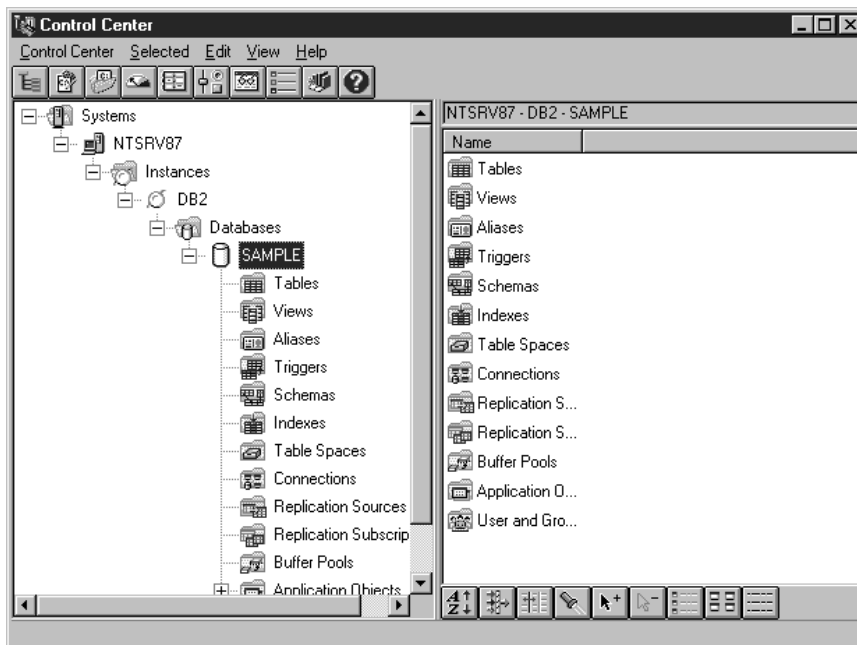 Control Center
Control Center Selected Edit View Help
Systems
NTSRV87
Instances
DB2
Databases
SAMPLE
Tables
Views
Aliases
Triggers
Schemas
Indexes
Table Spaces
Connections
Replication Sources
Replication Subscrip
Buffer Pools
Application Objects
NTSRV87 - DB2 - SAMPLE
Name
Tables
Views
Aliases
Triggers
Schemas
Indexes
Table Spaces
Connections
Replication S...
Replication S...
Buffer Pools
Application O...
User and Gro...